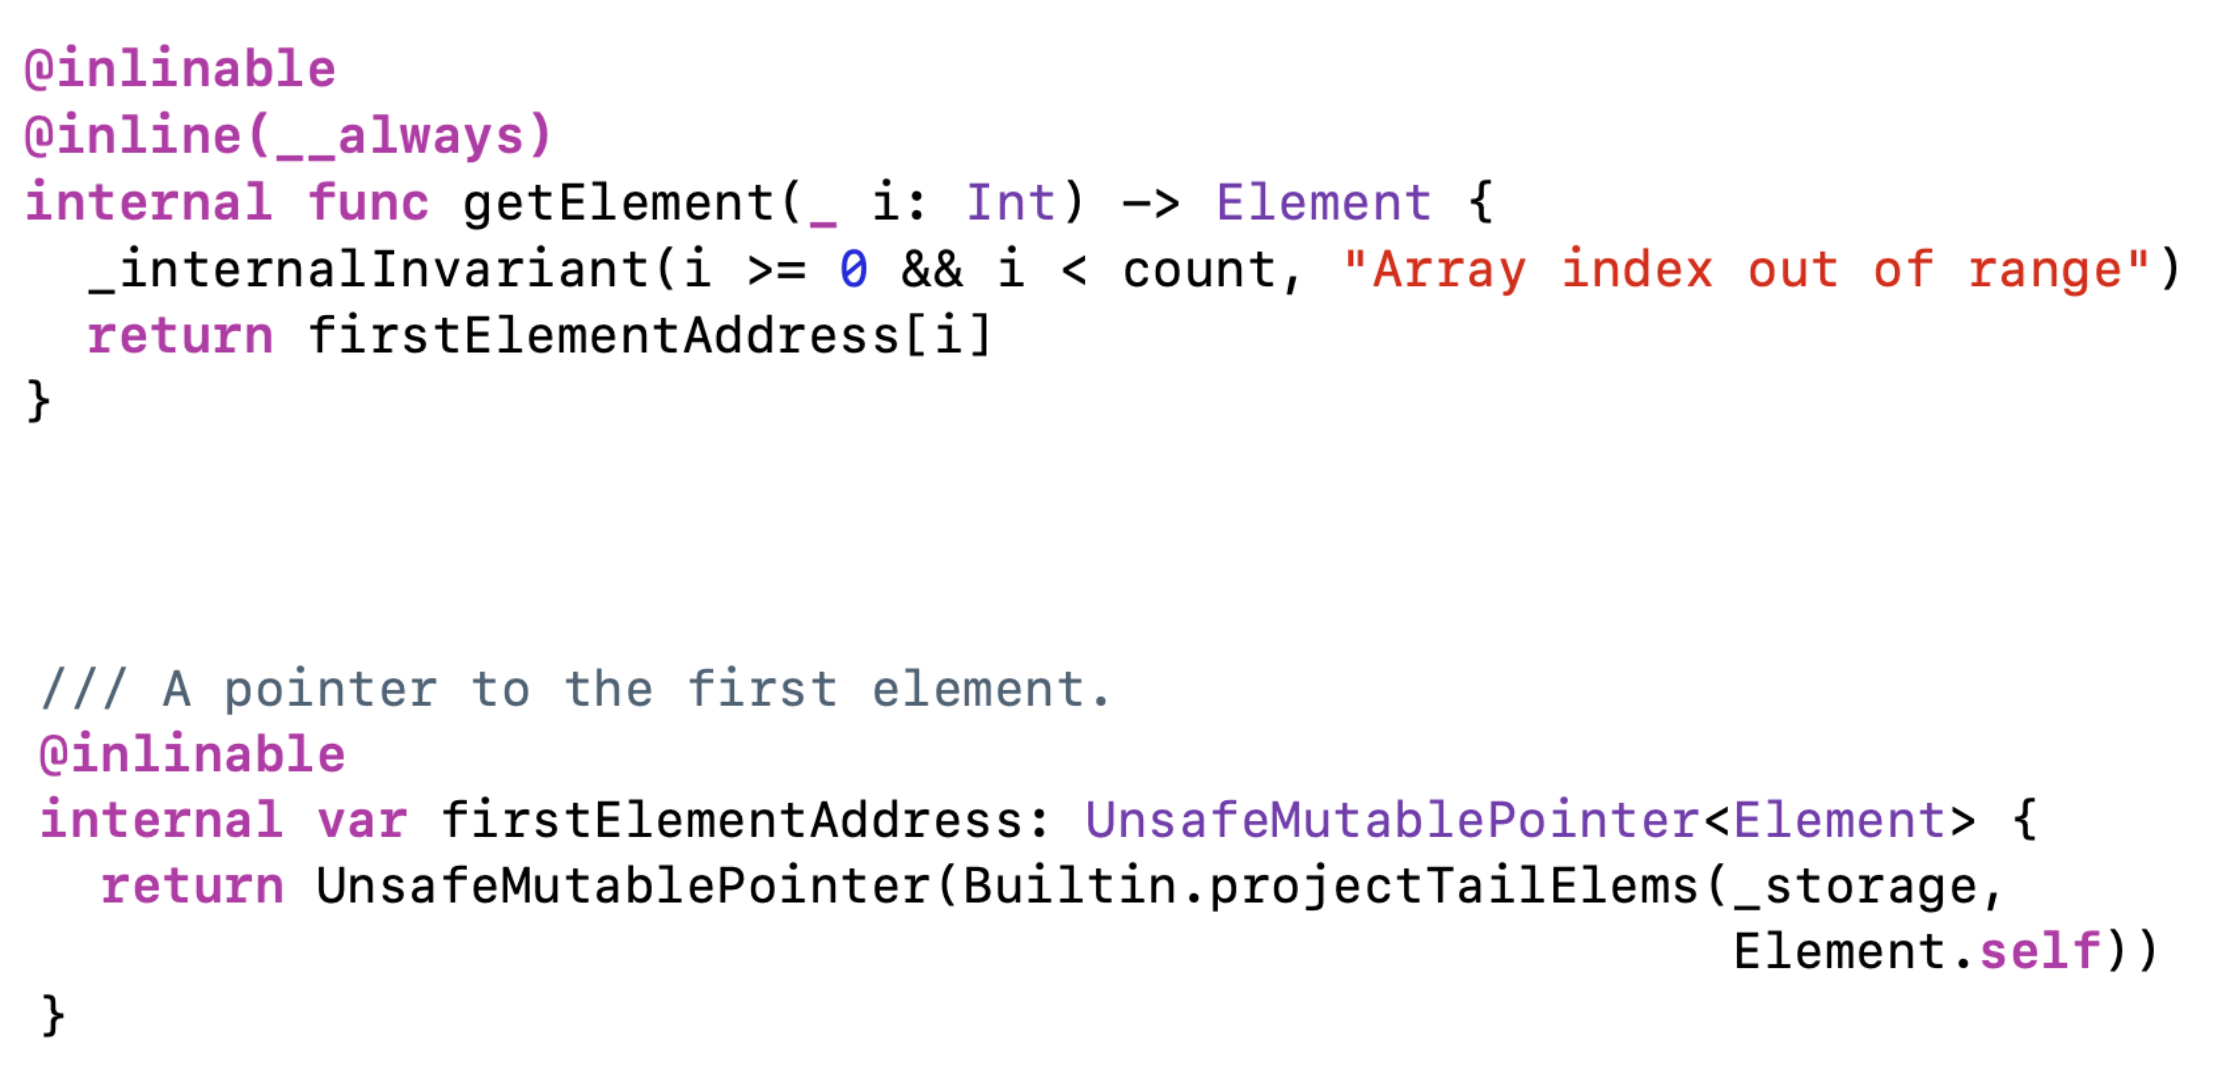 @inlinable
@inline(__always)
internal func getElement(_ i: Int) -> Element {
  _internalInvariant(i >= 0 && i < count, "Array index out of range")
  return firstElementAddress[i]
}
/// A pointer to the first element.
@inlinable
internal var firstElementAddress: UnsafeMutablePointer<Element> {
  return UnsafeMutablePointer(Builtin.projectTailElems(_storage,
                                                       Element.self))
}